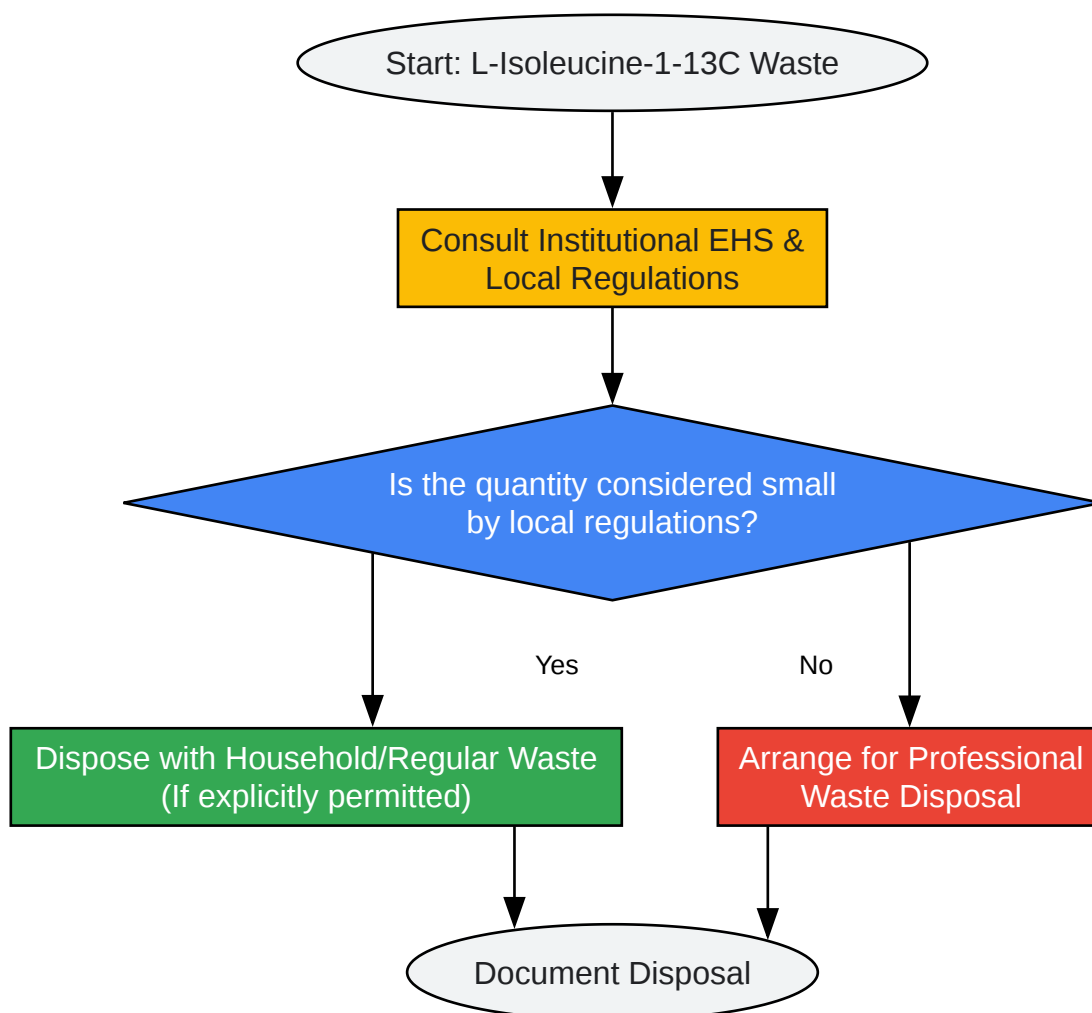 Start: L-Isoleucine-1-13C Waste
Consult Institutional EHS &
Local Regulations
Is the quantity considered small
by local regulations?
Yes
No
Dispose with Household/Regular Waste
(If explicitly permitted)
Arrange for Professional
Waste Disposal
Document Disposal